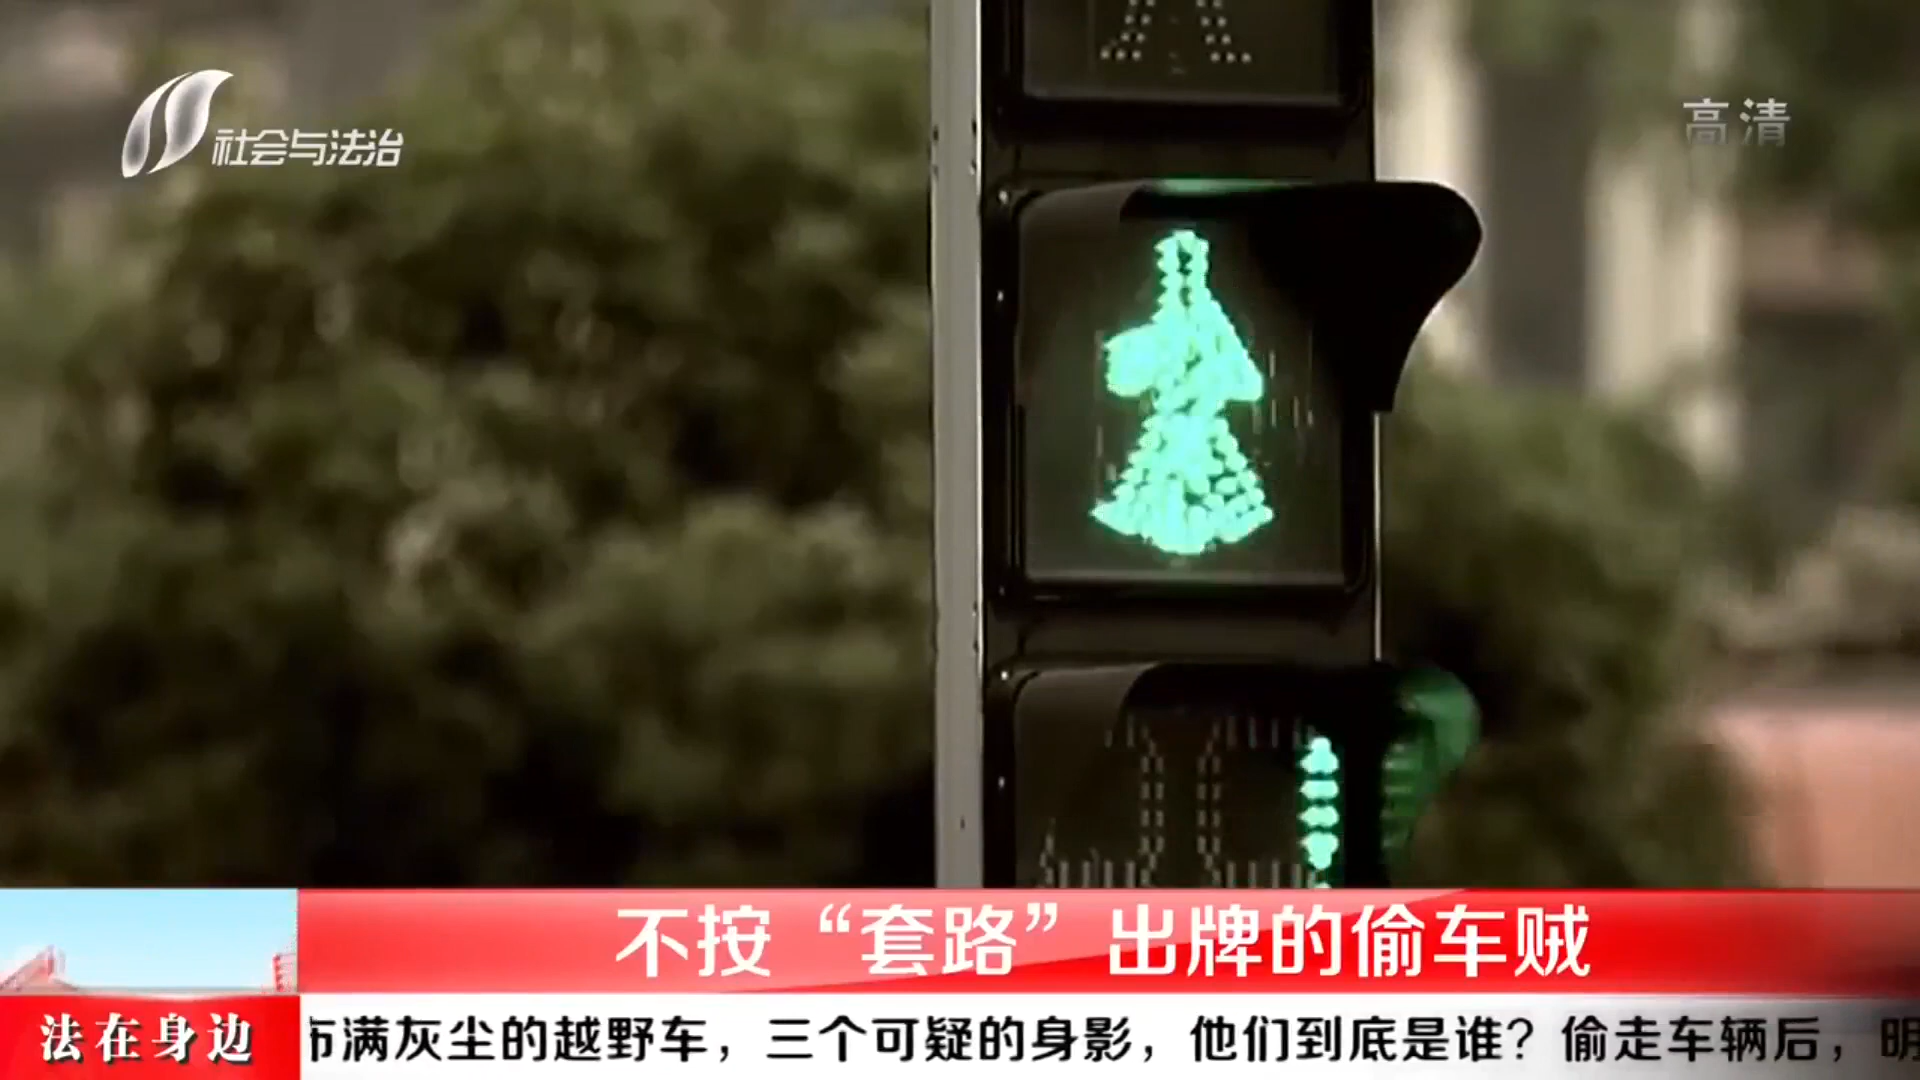 社会与法治
高清
不按“套路”出牌的偷车贼
法在身边
布满灰尘的越野车，三个可疑的身影，他们到底是谁？偷走车辆后，明